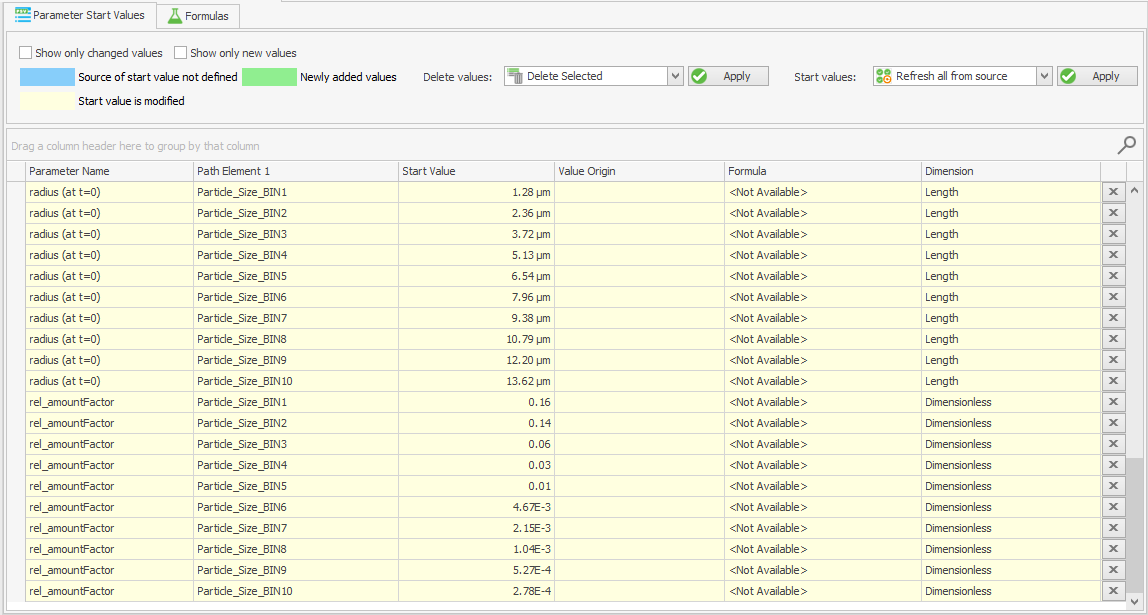 Parameter Start Values Formulas
Show only changed values Show only new values
Source of start value not defined Newly added values Delete values: Delete Selected Apply Start values: Refresh all from source Apply
Start value is modified
Drag a column header here to group by that column
Parameter Name Path Element 1 Start Value Value Origin Formula Dimension
radius (at t=0) Particle_Size_BIN1 1.28 µm <Not Available> Length
radius (at t=0) Particle_Size_BIN2 2.36 µm <Not Available> Length
radius (at t=0) Particle_Size_BIN3 3.72 µm <Not Available> Length
radius (at t=0) Particle_Size_BIN4 5.13 µm <Not Available> Length
radius (at t=0) Particle_Size_BIN5 6.54 µm <Not Available> Length
radius (at t=0) Particle_Size_BIN6 7.96 µm <Not Available> Length
radius (at t=0) Particle_Size_BIN7 9.38 µm <Not Available> Length
radius (at t=0) Particle_Size_BIN8 10.79 µm <Not Available> Length
radius (at t=0) Particle_Size_BIN9 12.20 µm <Not Available> Length
radius (at t=0) Particle_Size_BIN10 13.62 µm <Not Available> Length
rel_amountFactor Particle_Size_BIN1 0.16 <Not Available> Dimensionless
rel_amountFactor Particle_Size_BIN2 0.14 <Not Available> Dimensionless
rel_amountFactor Particle_Size_BIN3 0.06 <Not Available> Dimensionless
rel_amountFactor Particle_Size_BIN4 0.03 <Not Available> Dimensionless
rel_amountFactor Particle_Size_BIN5 0.01 <Not Available> Dimensionless
rel_amountFactor Particle_Size_BIN6 4.67E-3 <Not Available> Dimensionless
rel_amountFactor Particle_Size_BIN7 2.15E-3 <Not Available> Dimensionless
rel_amountFactor Particle_Size_BIN8 1.04E-3 <Not Available> Dimensionless
rel_amountFactor Particle_Size_BIN9 5.27E-4 <Not Available> Dimensionless
rel_amountFactor Particle_Size_BIN10 2.78E-4 <Not Available> Dimensionless